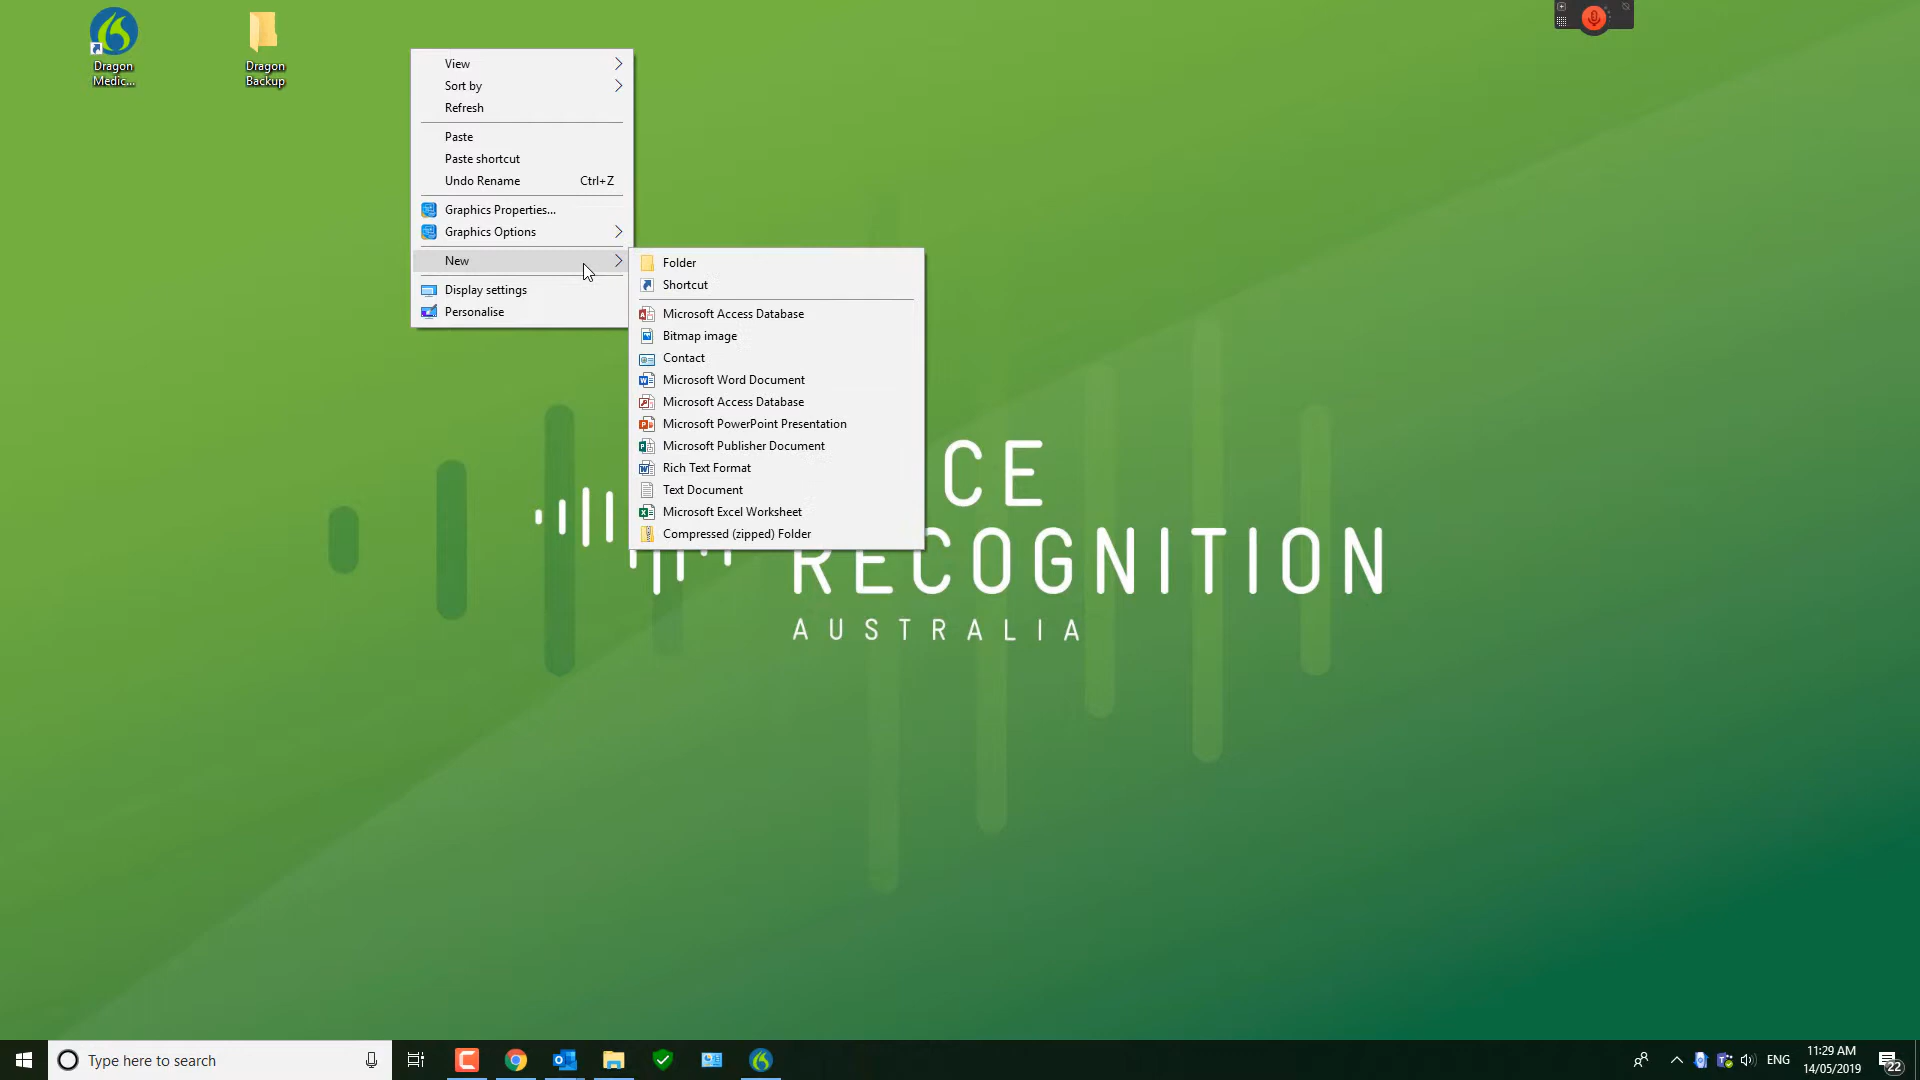 Dragon
Medic...
Dragon
Backup
View
Sort by
Refresh
Paste
Paste shortcut
Undo Rename Ctrl+Z
Graphics Properties...
Graphics Options
New
Display settings
Personalise
Folder
Shortcut
Microsoft Access Database
Bitmap image
Contact
Microsoft Word Document
Microsoft Access Database
Microsoft PowerPoint Presentation
Microsoft Publisher Document
Rich Text Format
Text Document
Microsoft Excel Worksheet
Compressed (zipped) Folder
CE
RECOGNITION
AUSTRALIA
Type here to search
ENG
11:29 AM
14/05/2019
22